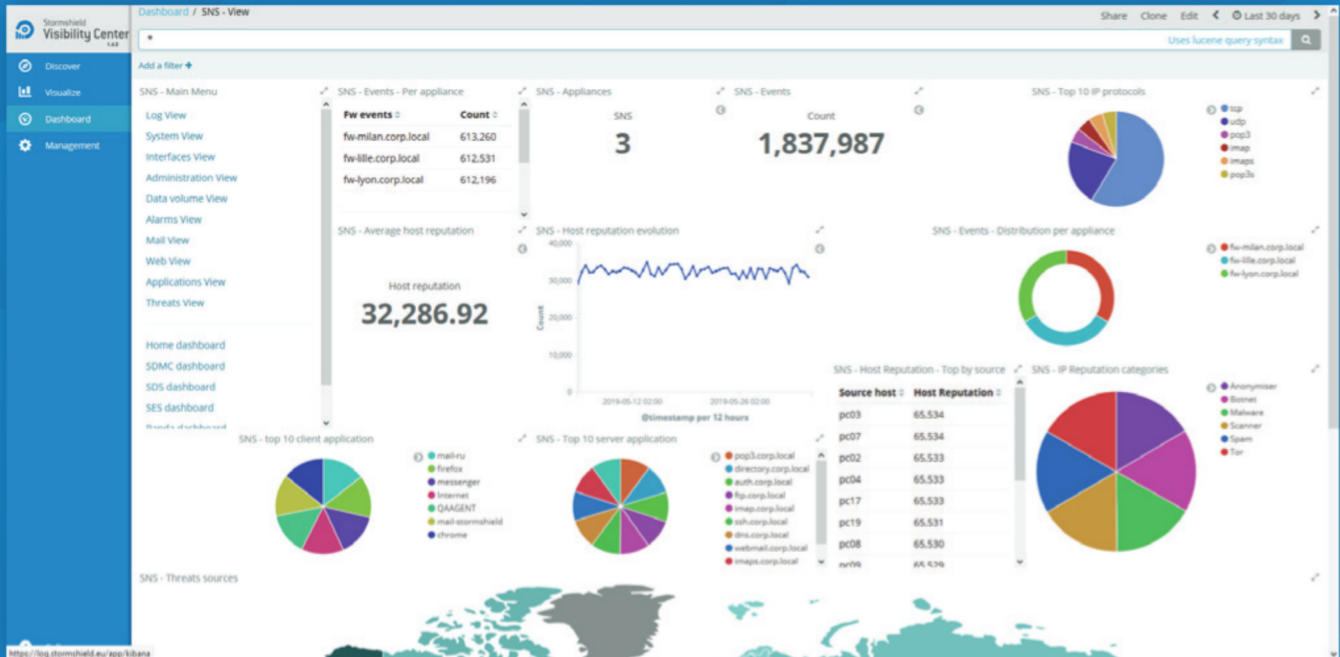 Stormshield
Visibility Center
1.6.0
Discover
Visualize
Dashboard
Management
Dashboard / SNS - View
Share Clone Edit Last 30 days
*
Uses lucene query syntax
Add a filter +
SNS - Main Menu
Log View
System View
Interfaces View
Administration View
Data volume View
Alarms View
Mail View
Web View
Applications View
Threats View
Home dashboard
SDMC dashboard
SDS dashboard
SES dashboard
Panda dashboard
SNS - Events - Per appliance
Fw events Count
fw-milan.corp.local 613,260
fw-lille.corp.local 612,531
fw-lyon.corp.local 612,196
SNS - Appliances
SNS
3
SNS - Events
Count
1,837,987
SNS - Top 10 IP protocols
tcp
udp
pop3
imap
imaps
pop3s
SNS - Average host reputation
Host reputation
32,286.92
SNS - Host reputation evolution
40,000
30,000
20,000
10,000
0
Count
2019-05-12 02:00 2019-05-26 02:00
@timestamp per 12 hours
SNS - Events - Distribution per appliance
fw-milan.corp.local
fw-lille.corp.local
fw-lyon.corp.local
SNS - Host Reputation - Top by source
Source host Host Reputation
pc03 65,534
pc07 65,534
pc02 65,533
pc04 65,533
pc17 65,533
pc19 65,531
pc08 65,530
pc09 65,529
SNS - IP Reputation categories
Anonymiser
Botnet
Malware
Scanner
Spam
Tor
SNS - top 10 client application
mail-ru
firefox
messenger
Internet
QAAGENT
mail-stormshield
chrome
SNS - Top 10 server application
pop3.corp.local
directory.corp.local
auth.corp.local
ftp.corp.local
imap.corp.local
ssh.corp.local
dns.corp.local
webmail.corp.local
imaps.corp.local
SNS - Threats sources
https://log.stormshield.eu/app/kibana